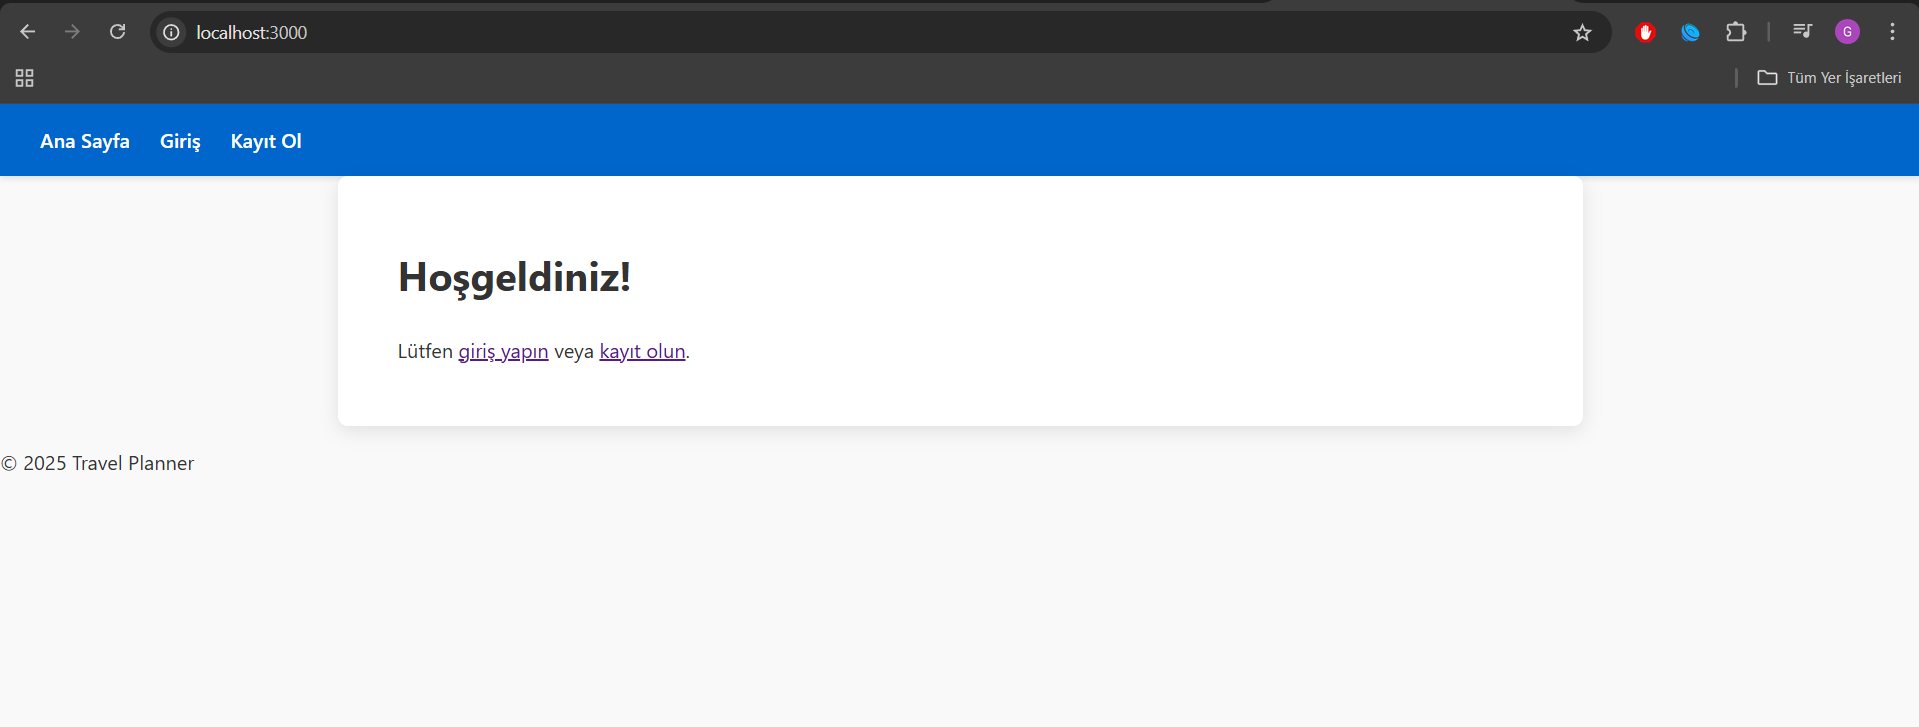 localhost:3000
G
Tüm Yer İşaretleri
Ana Sayfa Giriş Kayıt Ol
Hoşgeldiniz!
Lütfen giriş yapın veya kayıt olun.
© 2025 Travel Planner